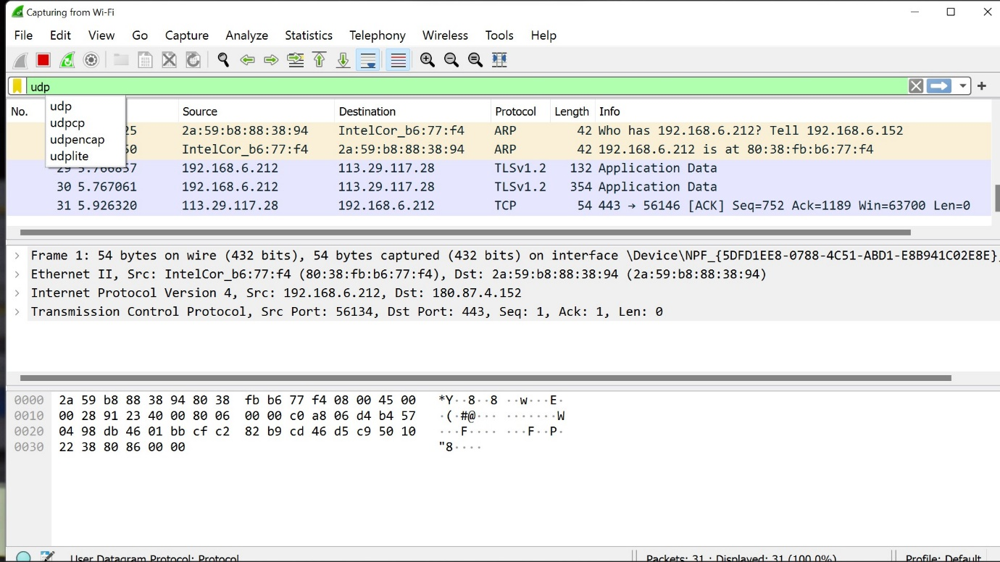 Capturing from Wi-Fi
File Edit View Go Capture Analyze Statistics Telephony Wireless Tools Help
udp
udp
udpcp
udpencap
udplite
No. Source Destination Protocol Length Info
25 2a:59:b8:88:38:94 IntelCor_b6:77:f4 ARP 42 Who has 192.168.6.212? Tell 192.168.6.152
50 IntelCor_b6:77:f4 2a:59:b8:88:38:94 ARP 42 192.168.6.212 is at 80:38:fb:b6:77:f4
29 5.766857 192.168.6.212 113.29.117.28 TLSv1.2 132 Application Data
30 5.767061 192.168.6.212 113.29.117.28 TLSv1.2 354 Application Data
31 5.926320 113.29.117.28 192.168.6.212 TCP 54 443 → 56146 [ACK] Seq=752 Ack=1189 Win=63700 Len=0
Frame 1: 54 bytes on wire (432 bits), 54 bytes captured (432 bits) on interface \Device\NPF_{5DFD1EE8-0788-4C51-ABD1-E8B941C02E8E},
Ethernet II, Src: IntelCor_b6:77:f4 (80:38:fb:b6:77:f4), Dst: 2a:59:b8:88:38:94 (2a:59:b8:88:38:94)
Internet Protocol Version 4, Src: 192.168.6.212, Dst: 180.87.4.152
Transmission Control Protocol, Src Port: 56134, Dst Port: 443, Seq: 1, Ack: 1, Len: 0
0000 2a 59 b8 88 38 94 80 38 fb b6 77 f4 08 00 45 00 *Y··8··8 ··w···E·
0010 00 28 91 23 40 00 80 06 00 00 c0 a8 06 d4 b4 57 ·(·#@··· ·······W
0020 04 98 db 46 01 bb cf c2 82 b9 cd 46 d5 c9 50 10 ···F···· ···F··P·
0030 22 38 80 86 00 00 "8····
User Datagram Protocol: Protocol Packets: 31 · Displayed: 31 (100.0%) Profile: Default